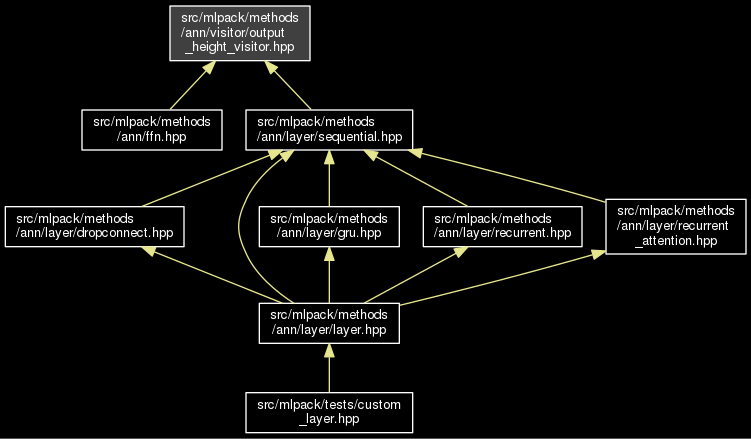 src/mlpack/methods
/ann/visitor/output
_height_visitor.hpp
src/mlpack/methods
/ann/ffn.hpp
src/mlpack/methods
/ann/layer/sequential.hpp
src/mlpack/methods
/ann/layer/dropconnect.hpp
src/mlpack/methods
/ann/layer/gru.hpp
src/mlpack/methods
/ann/layer/recurrent.hpp
src/mlpack/methods
/ann/layer/recurrent
_attention.hpp
src/mlpack/methods
/ann/layer/layer.hpp
src/mlpack/tests/custom
_layer.hpp